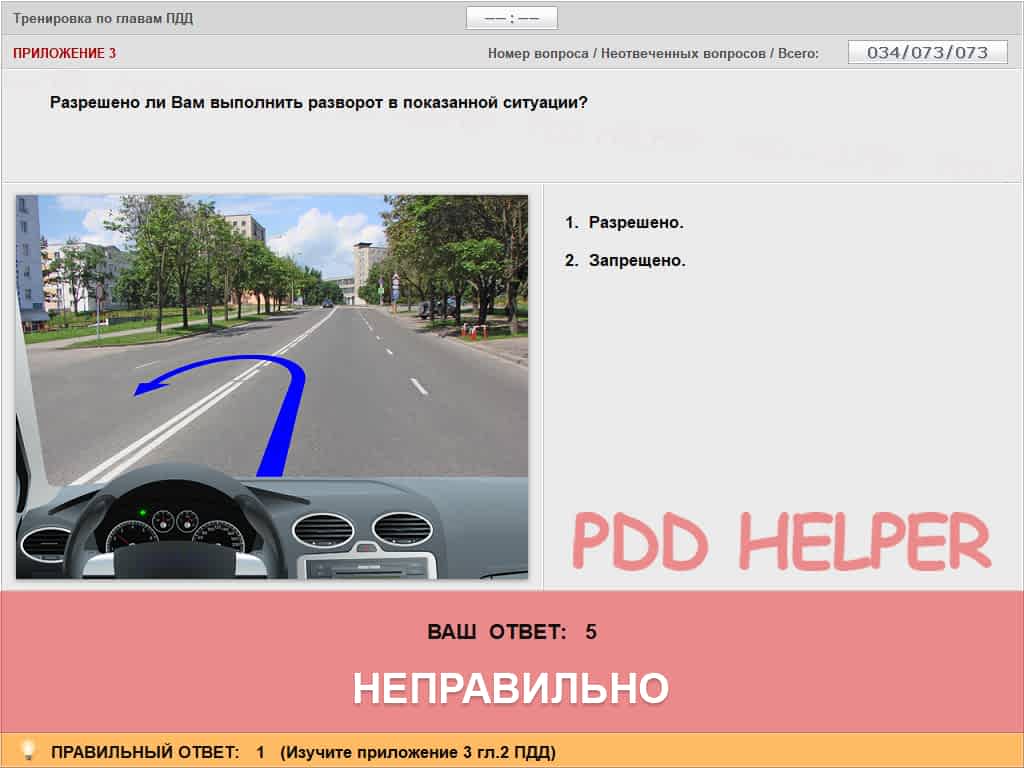 Тренировка по главам ПДД
—— : ——
ПРИЛОЖЕНИЕ 3
Номер вопроса / Неотвеченных вопросов / Всего:
034/073/073
Разрешено ли Вам выполнить разворот в показанной ситуации?
1. Разрешено.
2. Запрещено.
PDD HELPER
ВАШ ОТВЕТ: 5
НЕПРАВИЛЬНО
ПРАВИЛЬНЫЙ ОТВЕТ: 1 (Изучите приложение 3 гл.2 ПДД)